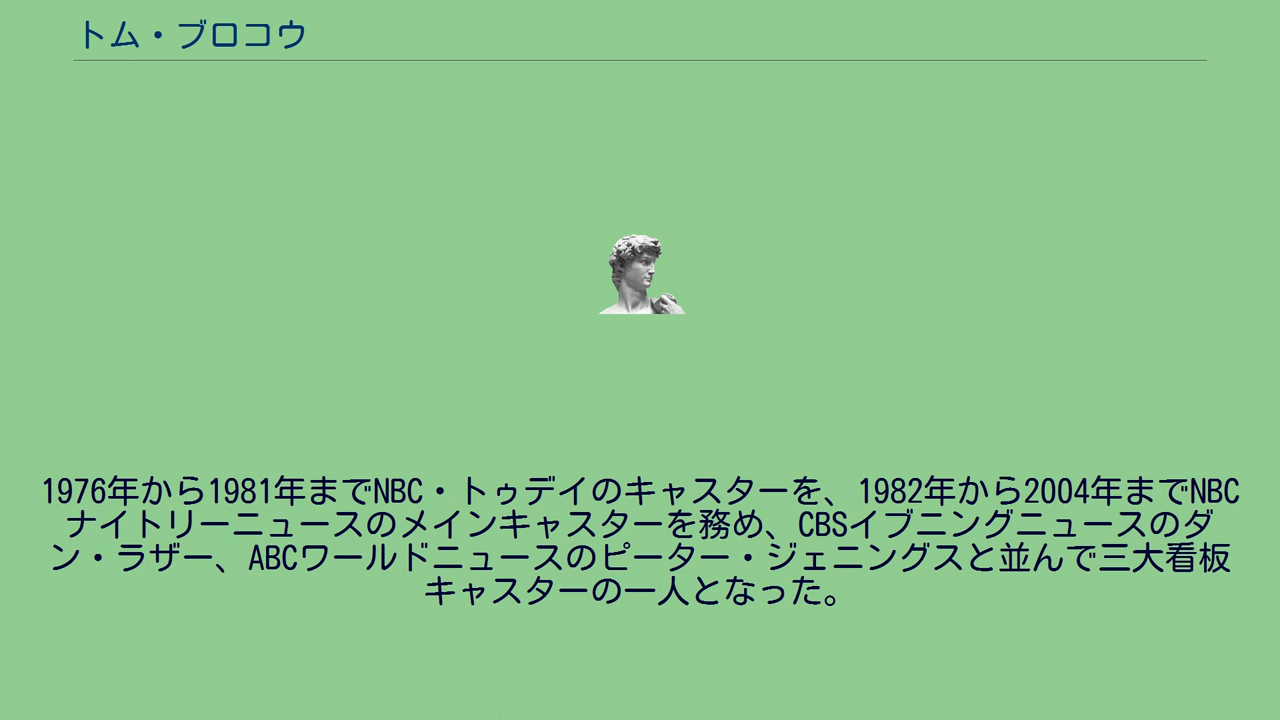 トム・ブロコウ
1976年から1981年までNBC・トゥデイのキャスターを、1982年から2004年までNBC
ナイトリーニュースのメインキャスターを務め、CBSイブニングニュースのダ
ン・ラザー、ABCワールドニュースのピーター・ジェニングスと並んで三大看板
キャスターの一人となった。